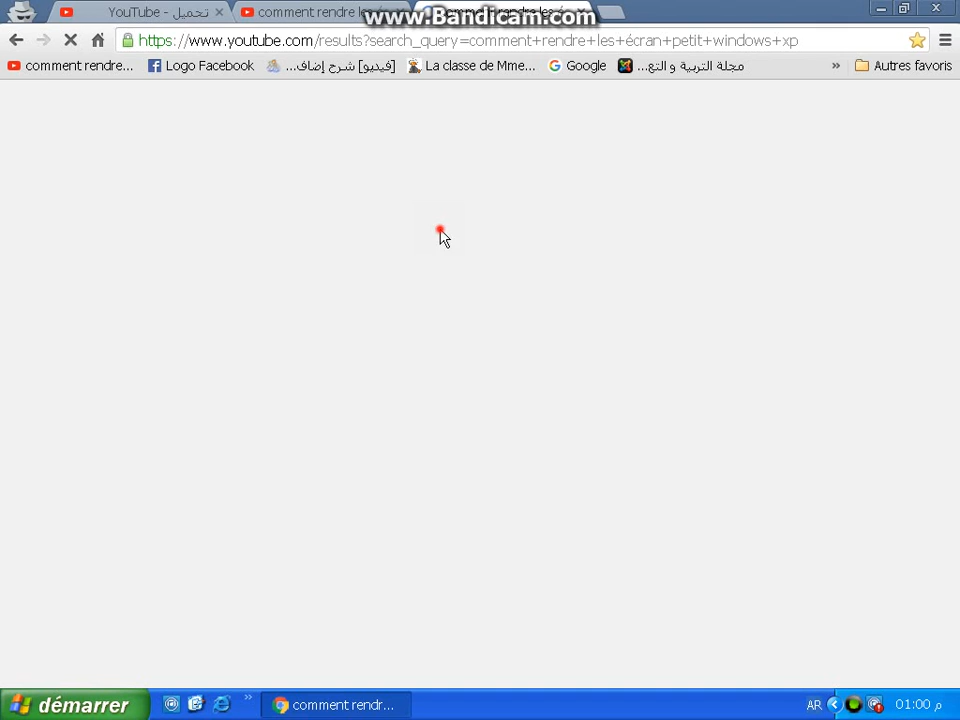 YouTube - تحميل
comment rendre les é
www.Bandicam.com
https://www.youtube.com/results?search_query=comment+rendre+les+écran+petit+windows+xp
comment rendre...
Logo Facebook
[فيديو] شرح إضاف...
La classe de Mme...
Google
مجلة التربية و التع...
»
Autres favoris
démarrer
»
comment rendr...
AR
01:00 م